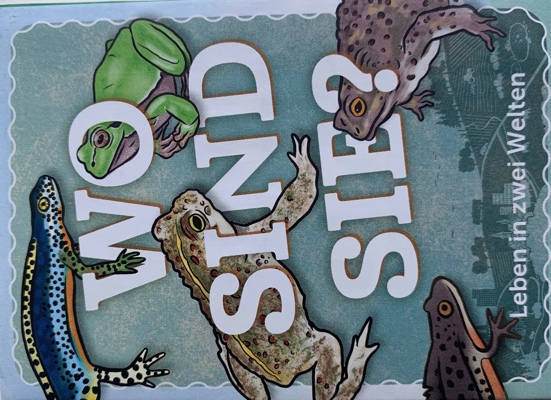 WO
SIND
SIE?
Leben in zwei Welten